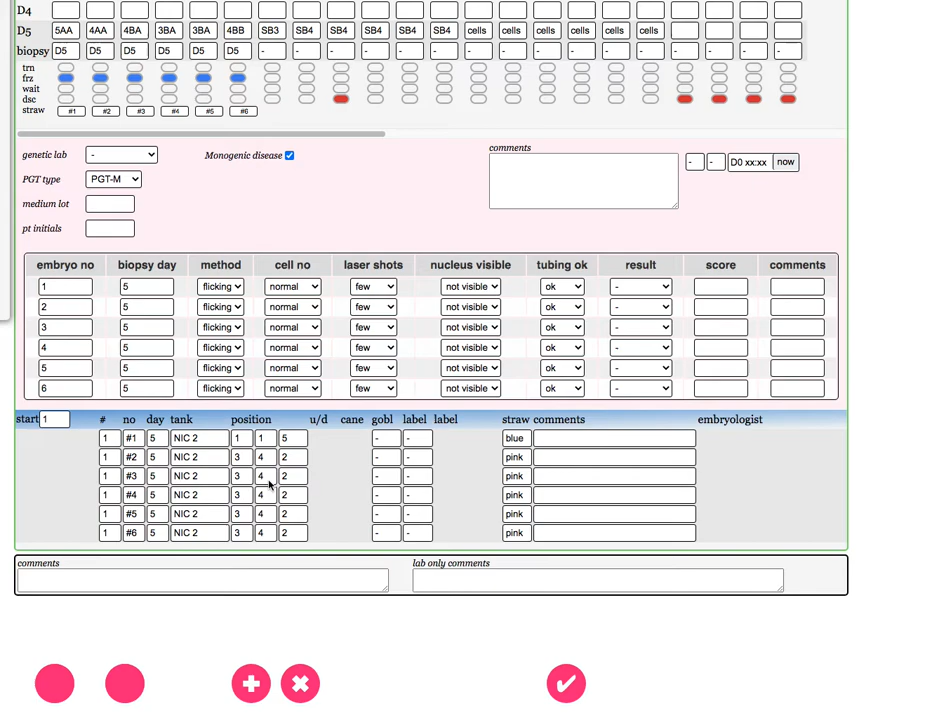 D4
D5 5AA 4AA 4BA 3BA 3BA 4BB SB3 SB4 SB4 SB4 SB4 SB4 cells cells cells cells cells cells
biopsy D5 D5 D5 D5 D5 D5 - - - - - - - - - - - - - - - -
trn
frz
wait
dsc
straw #1 #2 #3 #4 #5 #6
genetic lab - Monogenic disease comments - - D0 xx:xx now
PGT type PGT-M
medium lot
pt initials
embryo no biopsy day method cell no laser shots nucleus visible tubing ok result score comments
1 5 flicking normal few not visible ok -
2 5 flicking normal few not visible ok -
3 5 flicking normal few not visible ok -
4 5 flicking normal few not visible ok -
5 5 flicking normal few not visible ok -
6 5 flicking normal few not visible ok -
start 1 # no day tank position u/d cane gobl label label straw comments embryologist
1 #1 5 NIC 2 1 1 5 - - blue
1 #2 5 NIC 2 3 4 2 - - pink
1 #3 5 NIC 2 3 4 2 - - pink
1 #4 5 NIC 2 3 4 2 - - pink
1 #5 5 NIC 2 3 4 2 - - pink
1 #6 5 NIC 2 3 4 2 - - pink
comments lab only comments